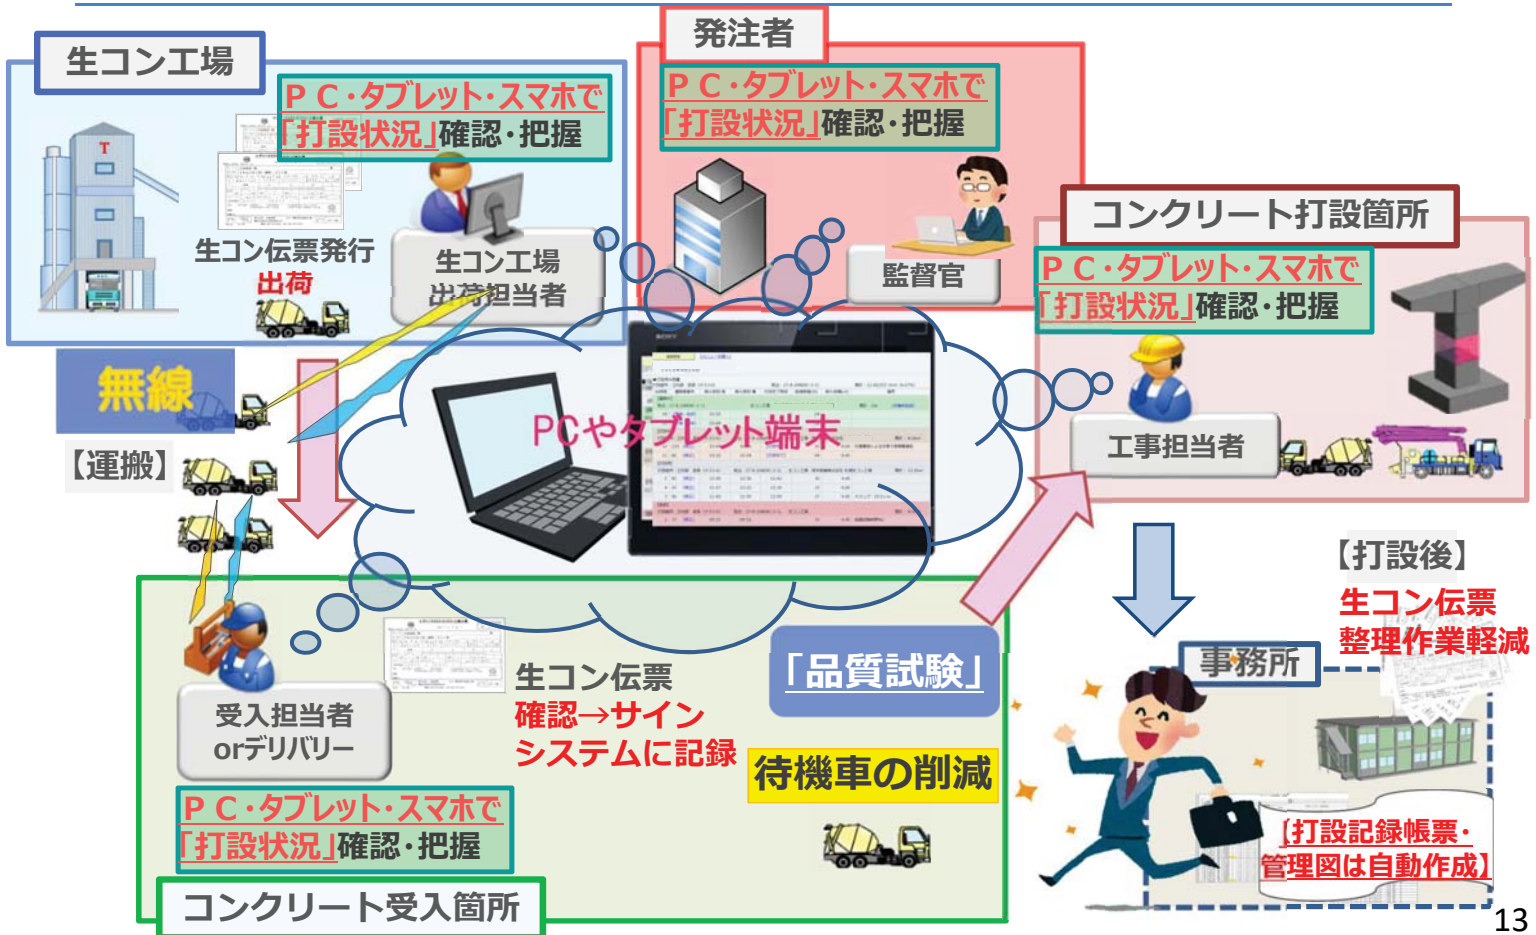 生コン工場
PC・タブレット・スマホで
「打設状況」確認・把握
T
生コン伝票発行
出荷
生コン工場
出荷担当者
発注者
PC・タブレット・スマホで
「打設状況」確認・把握
監督官
コンクリート打設箇所
PC・タブレット・スマホで
「打設状況」確認・把握
工事担当者
無線
【運搬】
SONY
PCやタブレット端末
受入担当者
orデリバリー
PC・タブレット・スマホで
「打設状況」確認・把握
コンクリート受入箇所
生コン伝票
確認→サイン
システムに記録
「品質試験」
待機車の削減
【打設後】
生コン伝票
整理作業軽減
事務所
【打設記録帳票・
管理図は自動作成】
13